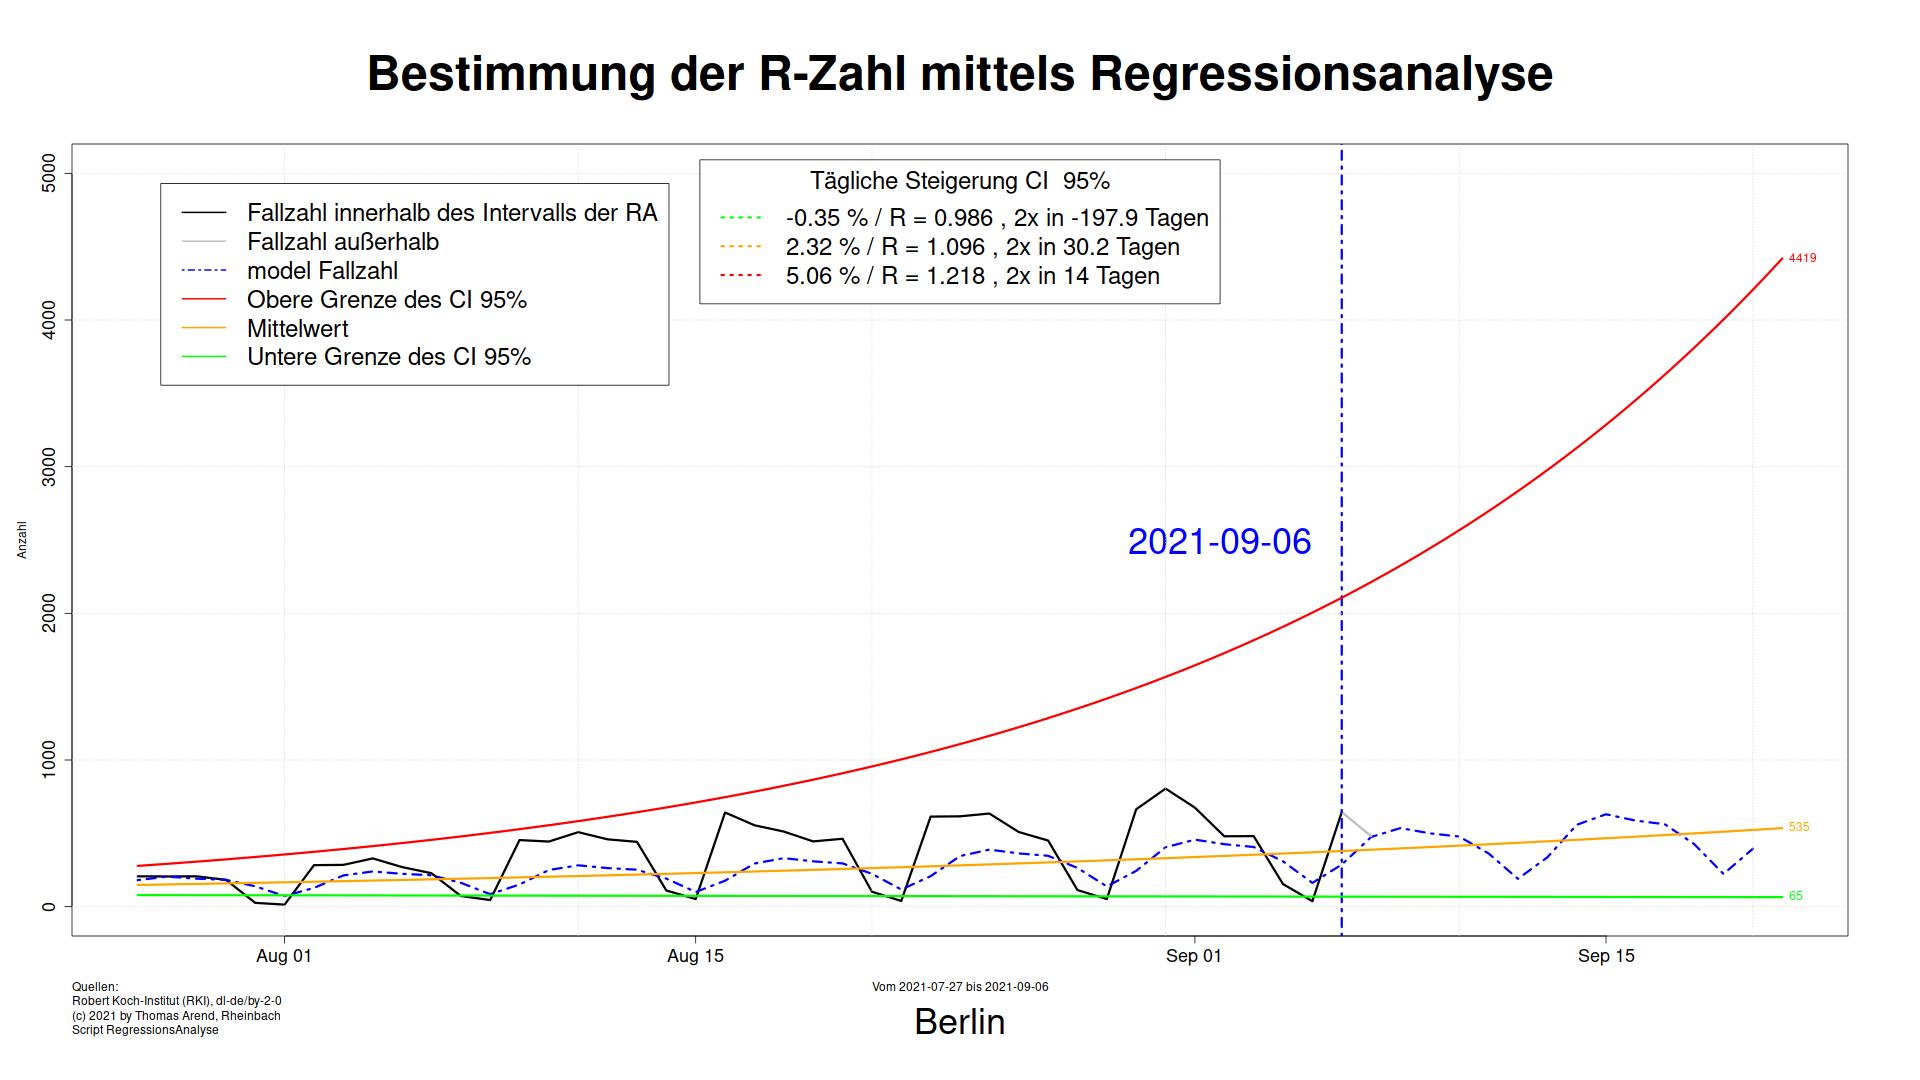 Bestimmung der R-Zahl mittels Regressionsanalyse
Fallzahl innerhalb des Intervalls der RA
Fallzahl außerhalb
model Fallzahl
Obere Grenze des CI 95%
Mittelwert
Untere Grenze des CI 95%
Tägliche Steigerung CI  95%
-0.35 % / R = 0.986 , 2x in -197.9 Tagen
2.32 % / R = 1.096 , 2x in 30.2 Tagen
5.06 % / R = 1.218 , 2x in 14 Tagen
5000
4000
3000
2000
1000
0
Anzahl
2021-09-06
4419
535
65
Aug 01
Aug 15
Sep 01
Sep 15
Quellen:
Robert Koch-Institut (RKI), dl-de/by-2-0
(c) 2021 by Thomas Arend, Rheinbach
Script RegressionsAnalyse
Vom 2021-07-27 bis 2021-09-06
Berlin